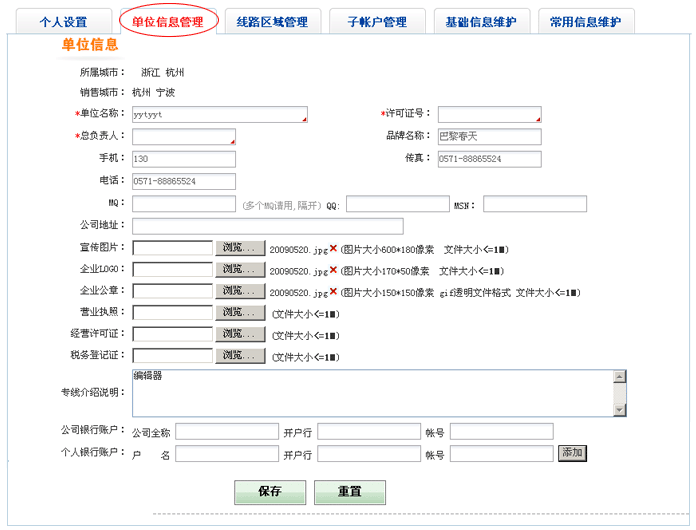 个人设置 单位信息管理 线路区域管理 子帐户管理 基础信息维护 常用信息维护
单位信息
所属城市： 浙江 杭州
销售城市： 杭州 宁波
*单位名称： yytyyt *许可证号：
*总负责人： 品牌名称： 巴黎春天
手机： 130 传真： 0571-88865524
电话： 0571-88865524
MQ： (多个MQ请用,隔开) QQ: MSN：
公司地址：
宣传图片： 浏览... 20090520.jpg (图片大小600*180像素 文件大小<=1M)
企业LOGO： 浏览... 20090520.jpg (图片大小170*50像素 文件大小<=1M)
企业公章： 浏览... 20090520.jpg (图片大小150*150像素 gif透明文件格式 文件大小<=1M)
营业执照： 浏览... (文件大小<=1M)
经营许可证： 浏览... (文件大小<=1M)
税务登记证： 浏览... (文件大小<=1M)
专线介绍说明： 编辑器
公司银行账户： 公司全称 开户行 帐号
个人银行账户： 户 名 开户行 帐号 添加
保存 重置